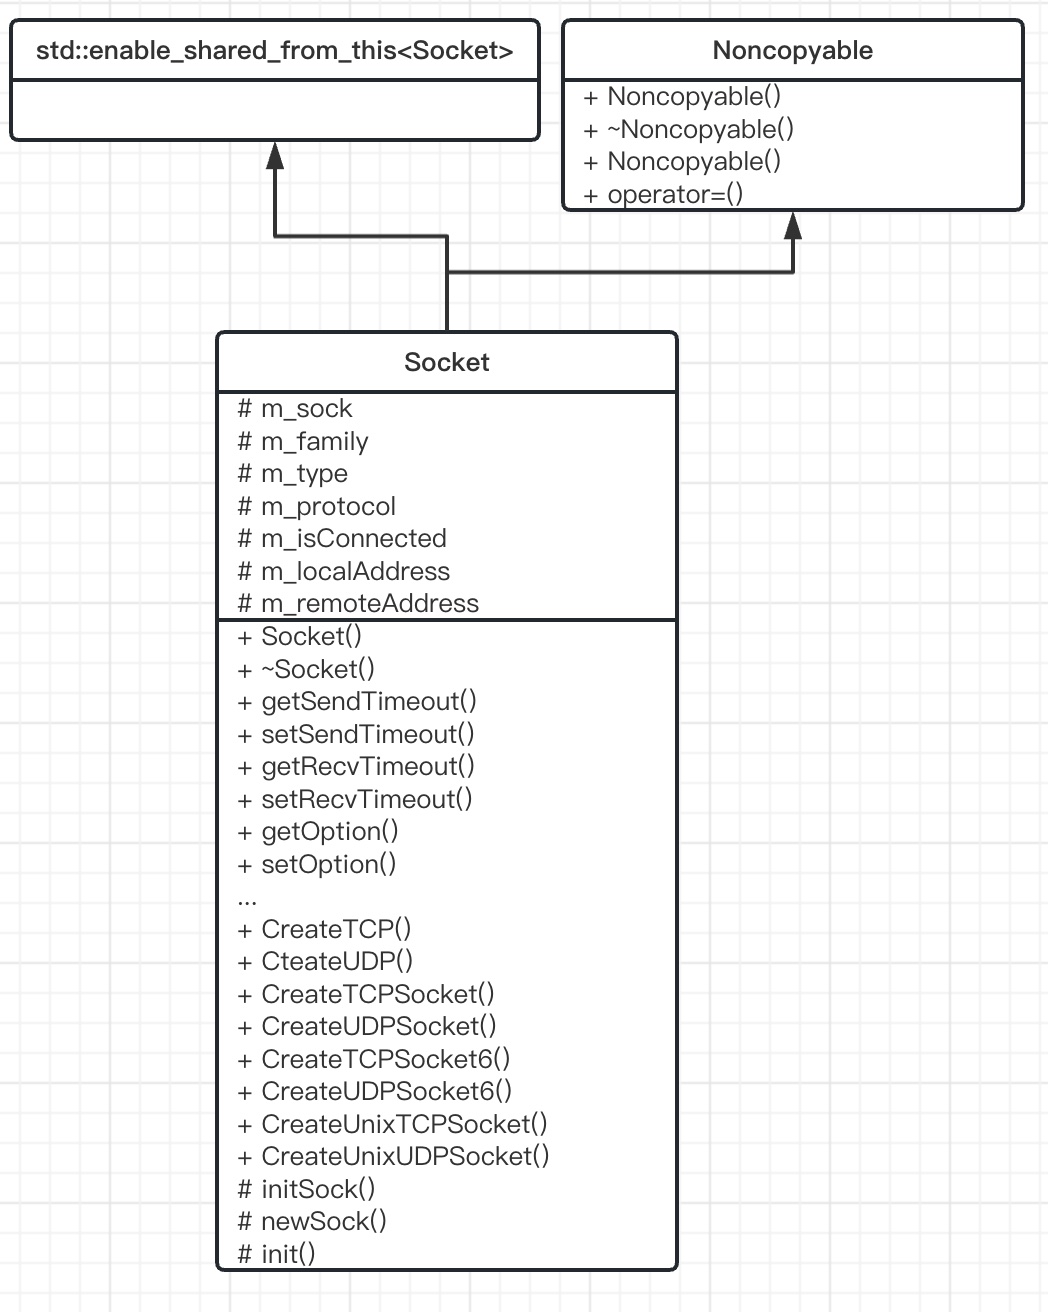 std::enable_shared_from_this<Socket>
Noncopyable
+ Noncopyable()
+ ~Noncopyable()
+ Noncopyable()
+ operator=()
Socket
# m_sock
# m_family
# m_type
# m_protocol
# m_isConnected
# m_localAddress
# m_remoteAddress
+ Socket()
+ ~Socket()
+ getSendTimeout()
+ setSendTimeout()
+ getRecvTimeout()
+ setRecvTimeout()
+ getOption()
+ setOption()
...
+ CreateTCP()
+ CteateUDP()
+ CreateTCPSocket()
+ CreateUDPSocket()
+ CreateTCPSocket6()
+ CreateUDPSocket6()
+ CreateUnixTCPSocket()
+ CreateUnixUDPSocket()
# initSock()
# newSock()
# init()